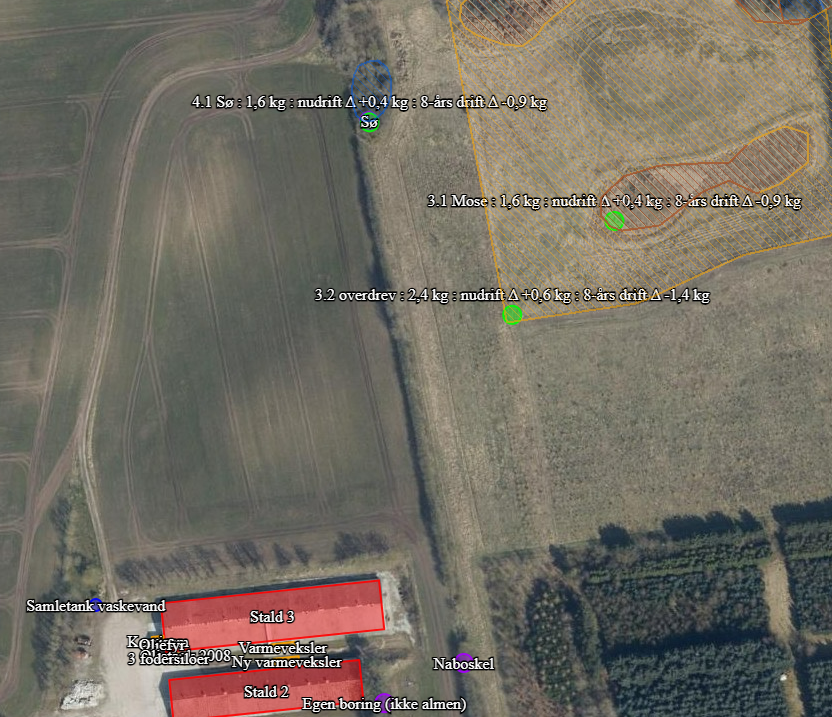 4.1 Sø : 1,6 kg : nudrift Δ +0,4 kg : 8-års drift Δ -0,9 kg
Sø
3.1 Mose : 1,6 kg : nudrift Δ +0,4 kg : 8-års drift Δ -0,9 kg
3.2 overdrev : 2,4 kg : nudrift Δ +0,6 kg : 8-års drift Δ -1,4 kg
Samletank vaskevand
Stald 3
Oliefyr
3 fodersiloer
2008
Varmeveksler
Ny varmeveksler
Naboskel
Stald 2
Egen boring (ikke almen)